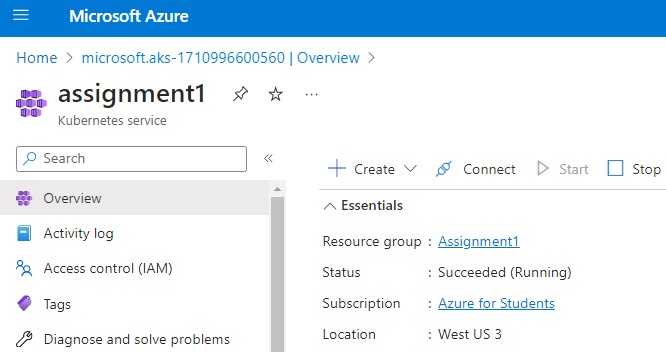 Microsoft Azure
Home > microsoft.aks-1710996600560 | Overview >
assignment1
Kubernetes service
Search
Overview
Activity log
Access control (IAM)
Tags
Diagnose and solve problems
Create Connect Start Stop
Essentials
Resource group : Assignment1
Status : Succeeded (Running)
Subscription : Azure for Students
Location : West US 3